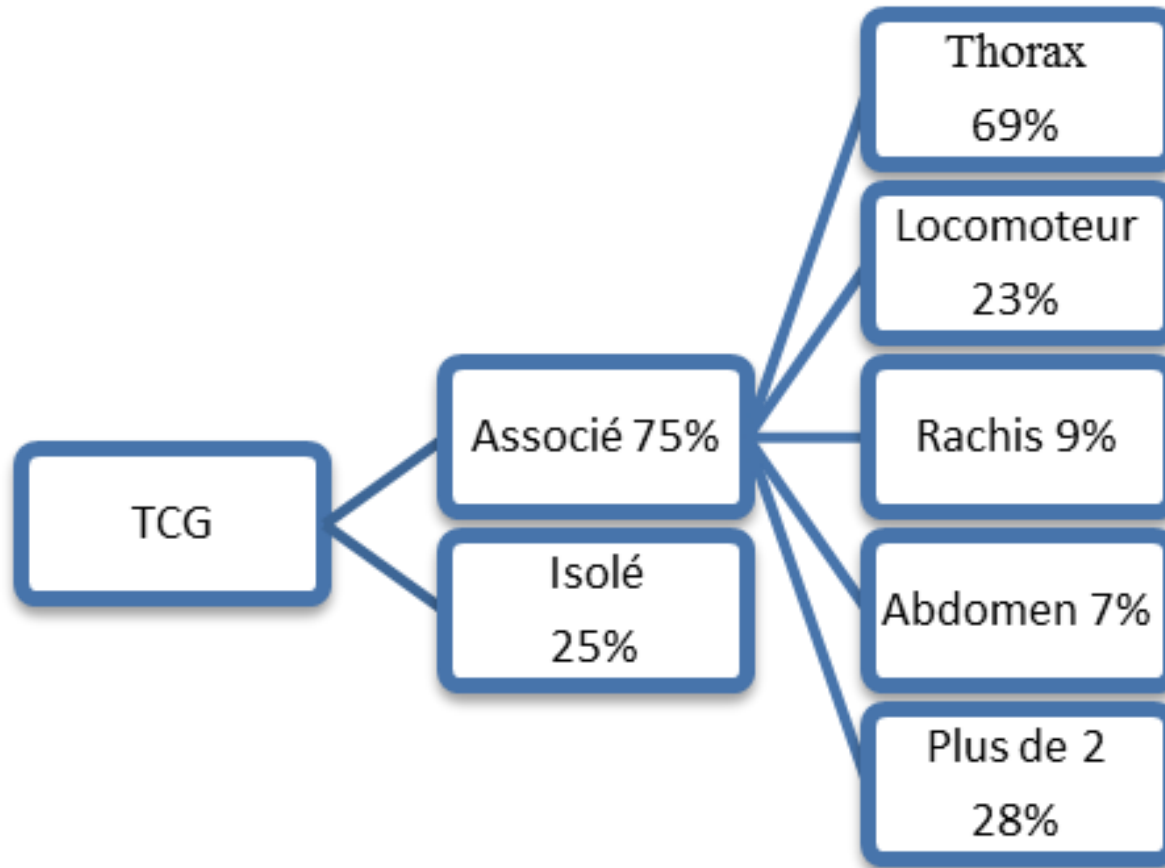 TCG
Associé 75%
Isolé
25%
Thorax
69%
Locomoteur
23%
Rachis 9%
Abdomen 7%
Plus de 2
28%